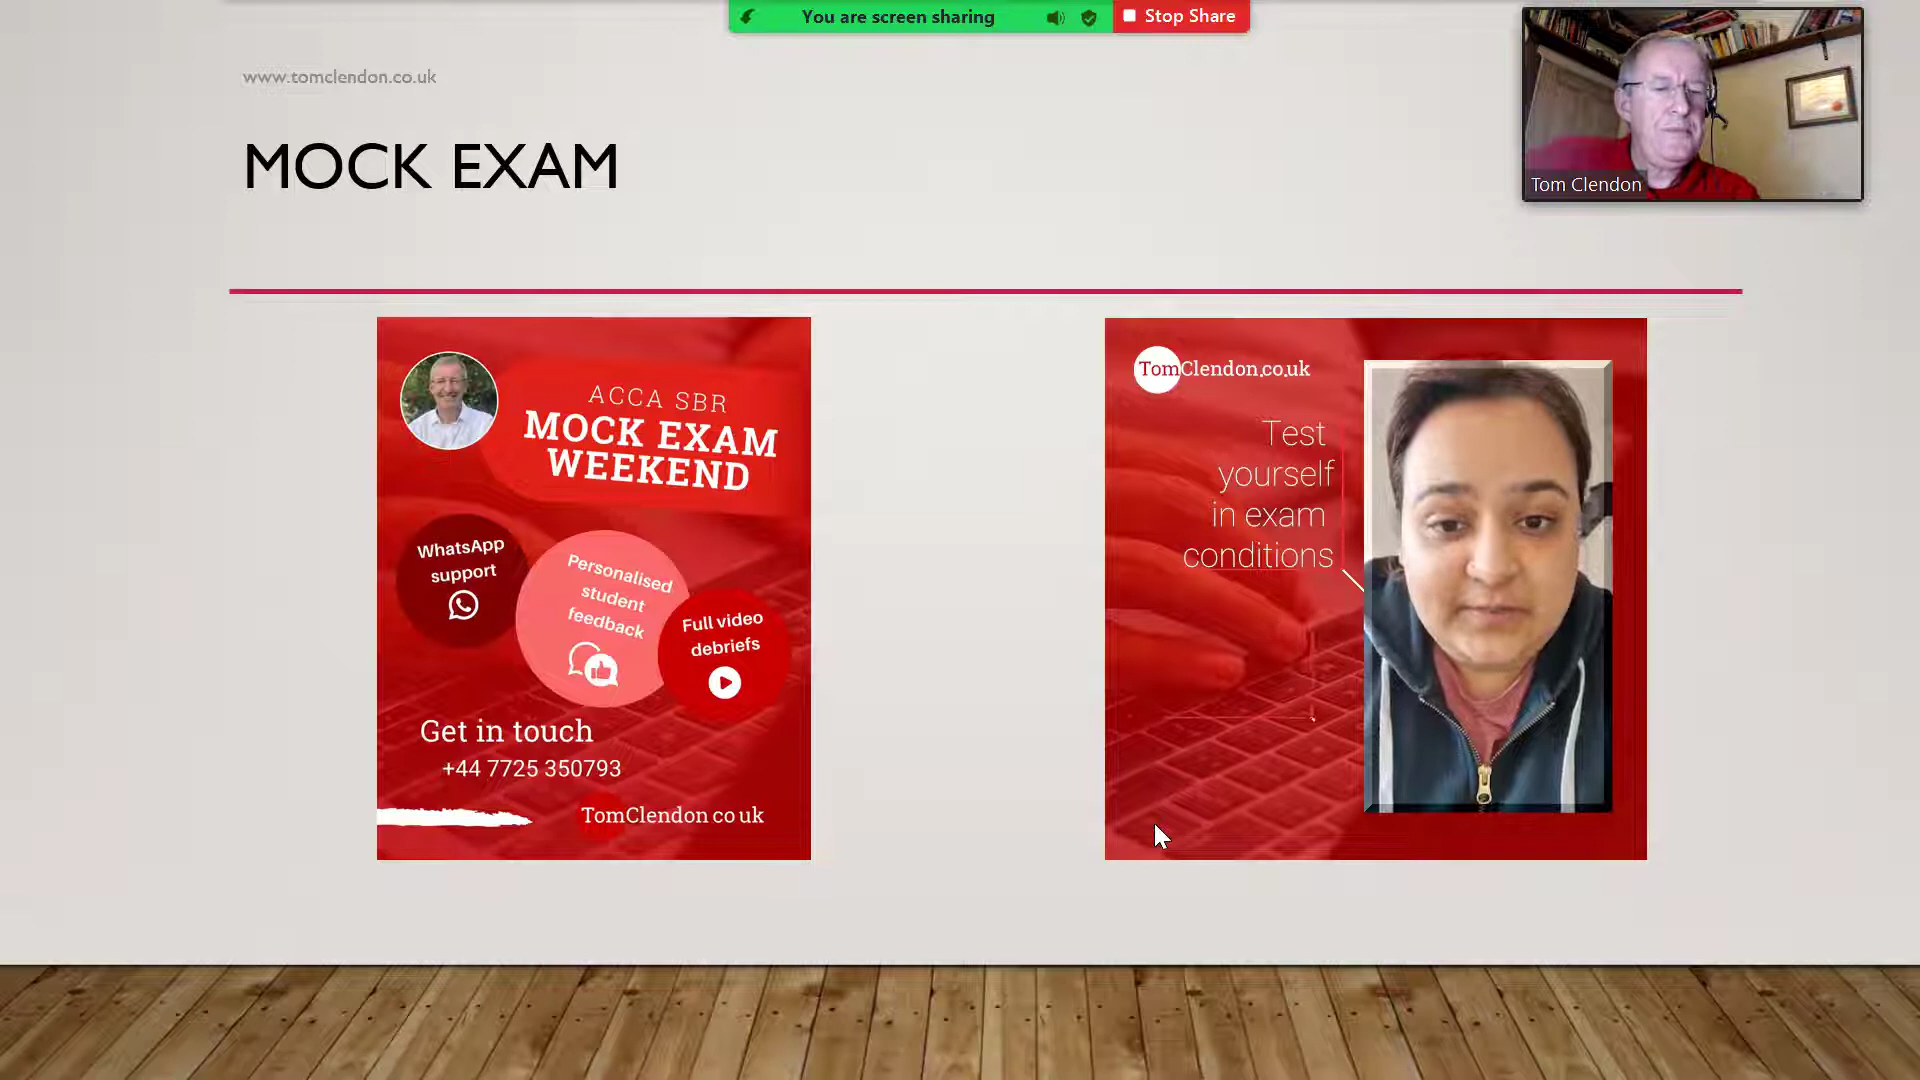 You are screen sharing
Stop Share
www.tomclendon.co.uk
MOCK EXAM
Tom Clendon
ACCA SBR
MOCK EXAM
WEEKEND
WhatsApp
support
Personalised
student
feedback
Full video
debriefs
Get in touch
+44 7725 350793
TomClendon co uk
TomClendon.co.uk
Test
yourself
in exam
conditions